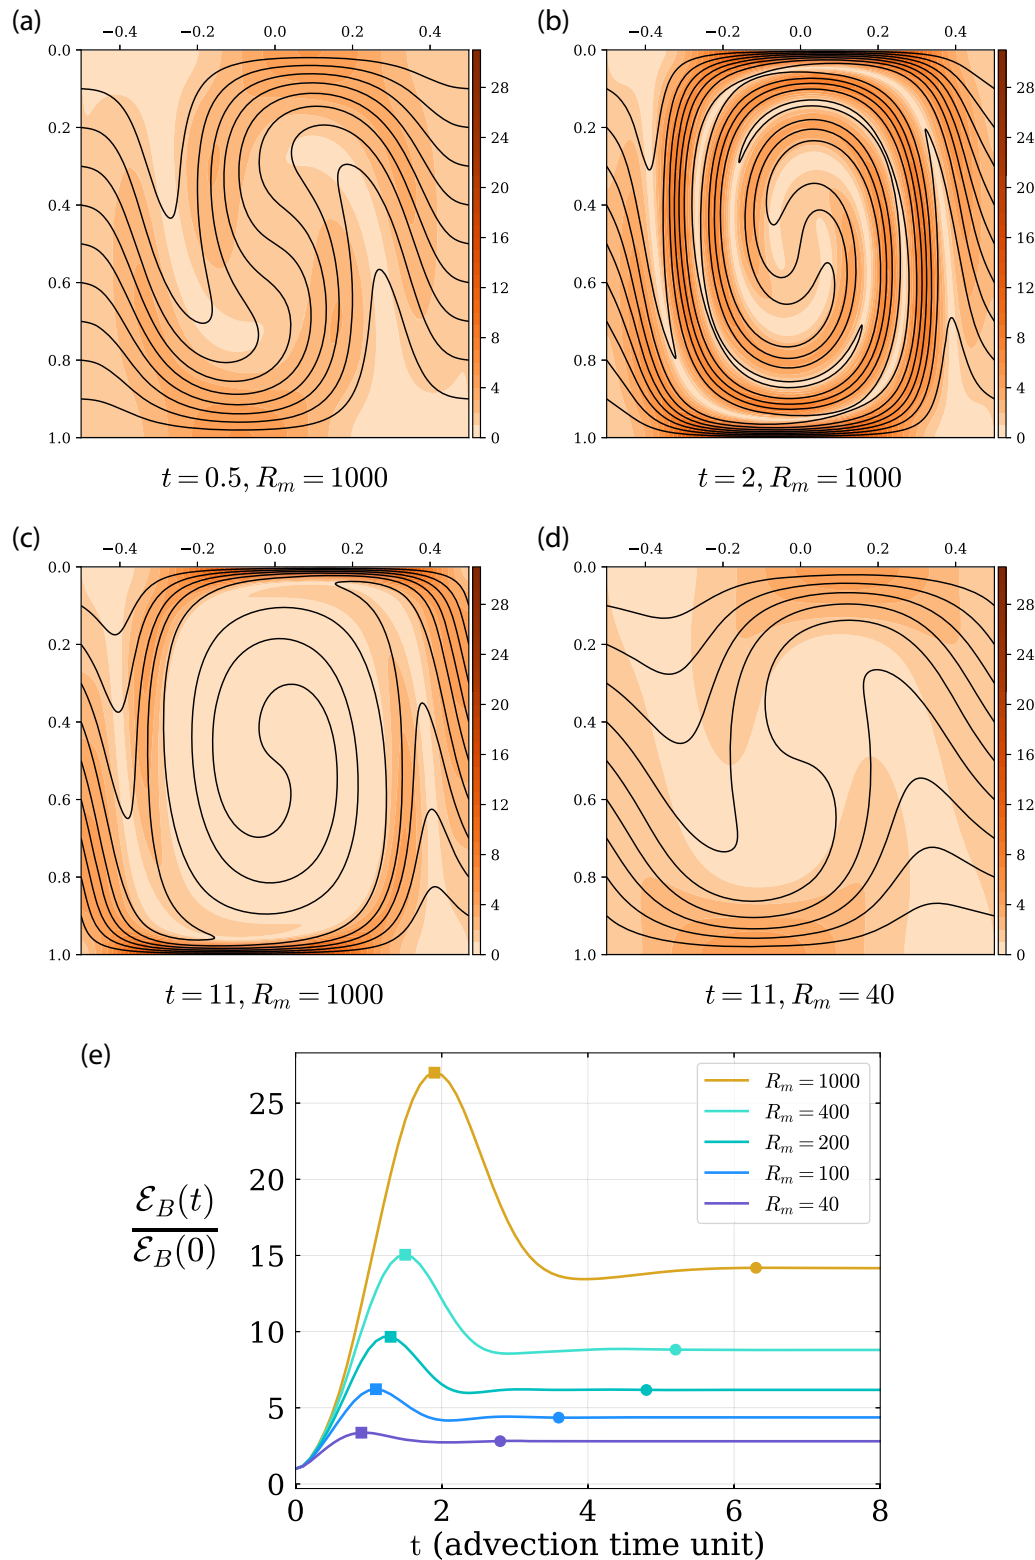 (a)
−0.4 −0.2 0.0 0.2 0.4
0.0
0.2
0.4
0.6
0.8
1.0
28
24
20
16
12
8
4
0
t = 0.5, R_m = 1000
(b)
−0.4 −0.2 0.0 0.2 0.4
0.0
0.2
0.4
0.6
0.8
1.0
28
24
20
16
12
8
4
0
t = 2, R_m = 1000
(c)
−0.4 −0.2 0.0 0.2 0.4
0.0
0.2
0.4
0.6
0.8
1.0
28
24
20
16
12
8
4
0
t = 11, R_m = 1000
(d)
−0.4 −0.2 0.0 0.2 0.4
0.0
0.2
0.4
0.6
0.8
1.0
28
24
20
16
12
8
4
0
t = 11, R_m = 40
(e)
ℰ_B(t)
ℰ_B(0)
25
20
15
10
5
0
R_m = 1000
R_m = 400
R_m = 200
R_m = 100
R_m = 40
0 2 4 6 8
t (advection time unit)